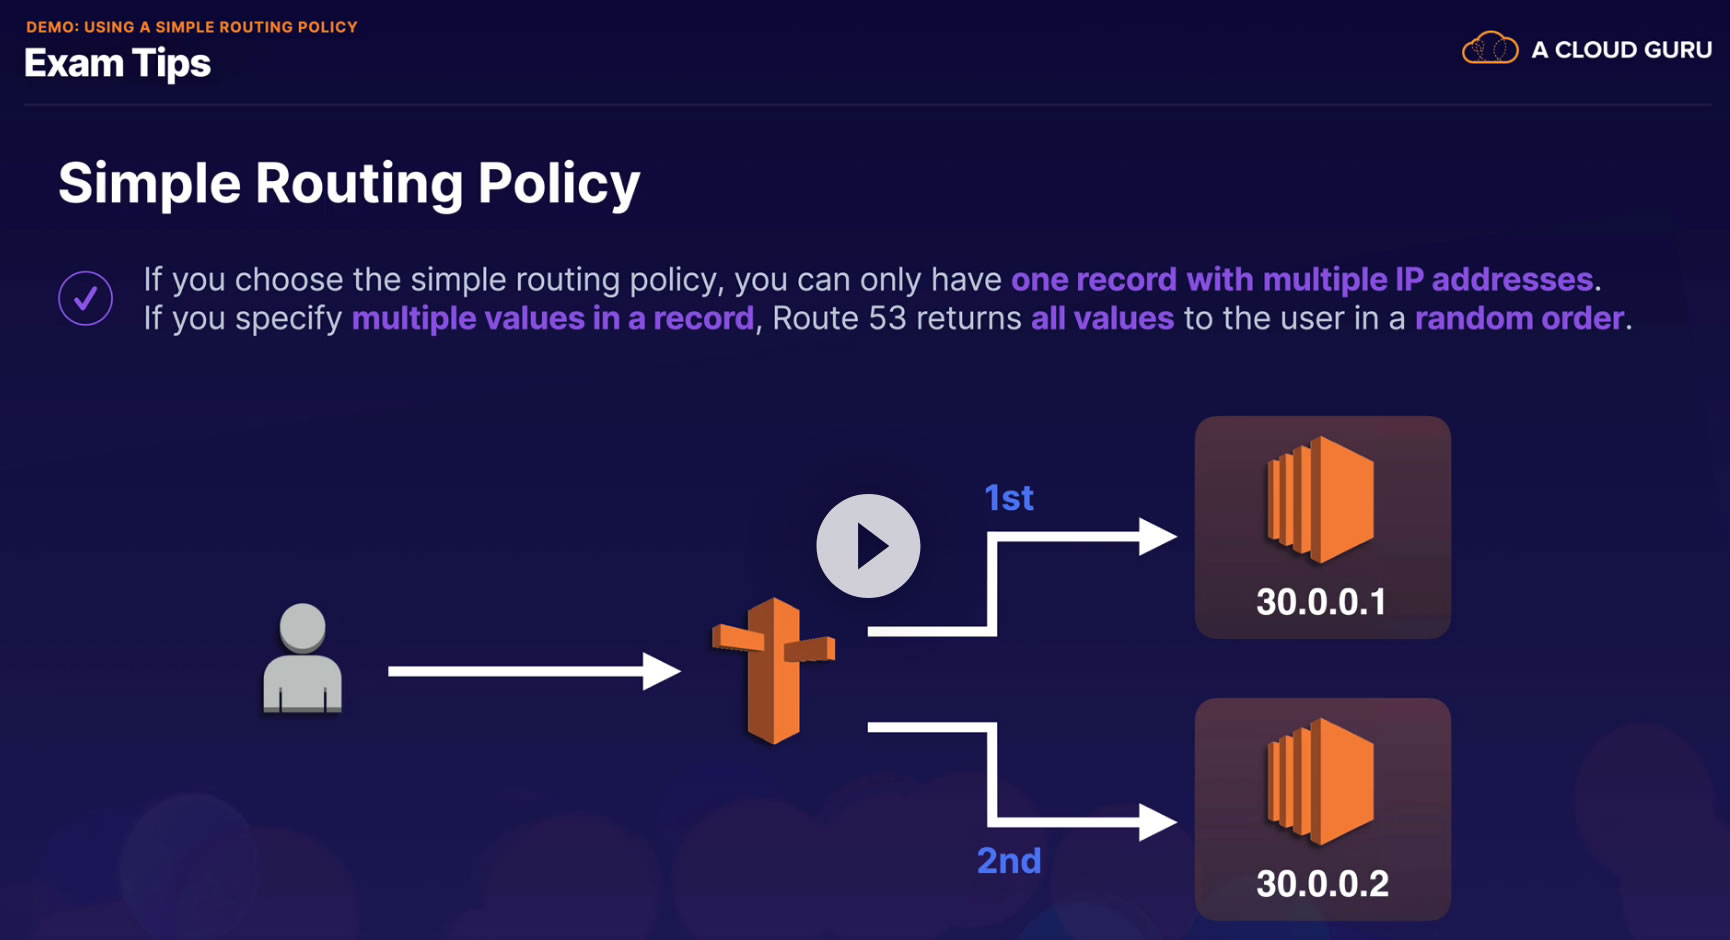 DEMO: USING A SIMPLE ROUTING POLICY
Exam Tips
A CLOUD GURU
Simple Routing Policy
If you choose the simple routing policy, you can only have one record with multiple IP addresses.
If you specify multiple values in a record, Route 53 returns all values to the user in a random order.
1st
30.0.0.1
2nd
30.0.0.2